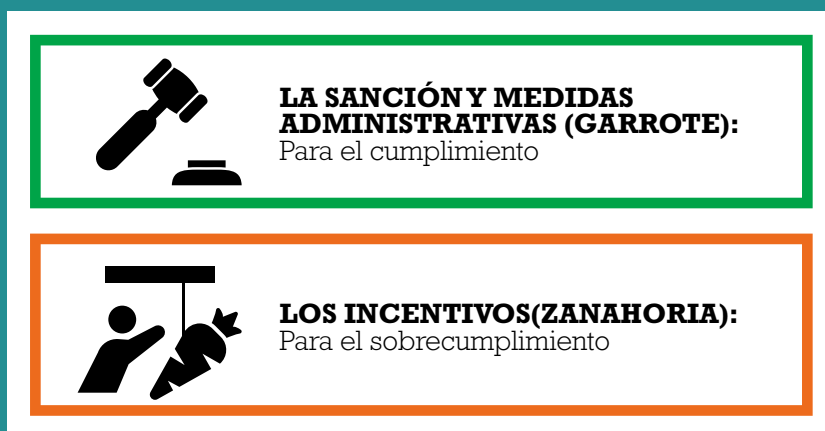 LA SANCIÓN Y MEDIDAS
ADMINISTRATIVAS (GARROTE):
Para el cumplimiento
LOS INCENTIVOS(ZANAHORIA):
Para el sobrecumplimiento